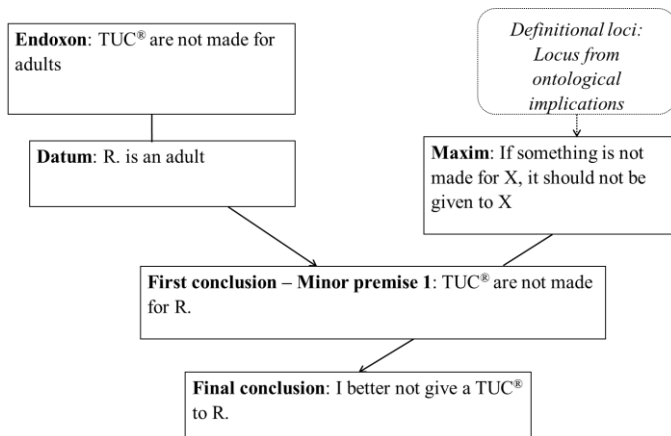 Endoxon: TUC® are not made for
adults
Definitional loci:
Locus from
ontological
implications
Datum: R. is an adult
Maxim: If something is not
made for X, it should not be
given to X
First conclusion – Minor premise 1: TUC® are not made
for R.
Final conclusion: I better not give a TUC®
to R.